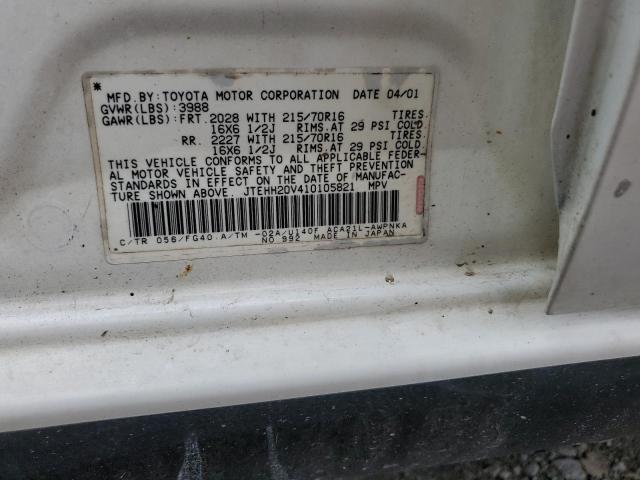 * MFD. BY: TOYOTA MOTOR CORPORATION DATE 04/01
GVWR(LBS):3988
GAWR(LBS):FRT.2028 WITH 215/70R16 TIRES.
16X6 1/2J RIMS.AT 29 PSI COLD.
RR. 2227 WITH 215/70R16 TIRES.
16X6 1/2J RIMS.AT 29 PSI COLD.
THIS VEHICLE CONFORMS TO ALL APPLICABLE FEDER-
AL MOTOR VEHICLE SAFETY AND THEFT PREVENTION
STANDARDS IN EFFECT ON THE DATE OF MANUFAC-
TURE SHOWN ABOVE. JTEHH20V410105821 MPV
C/TR 056/FG40 A/TM -02A/U140F ACA21L-AWPNKA
NO 992 MADE IN JAPAN